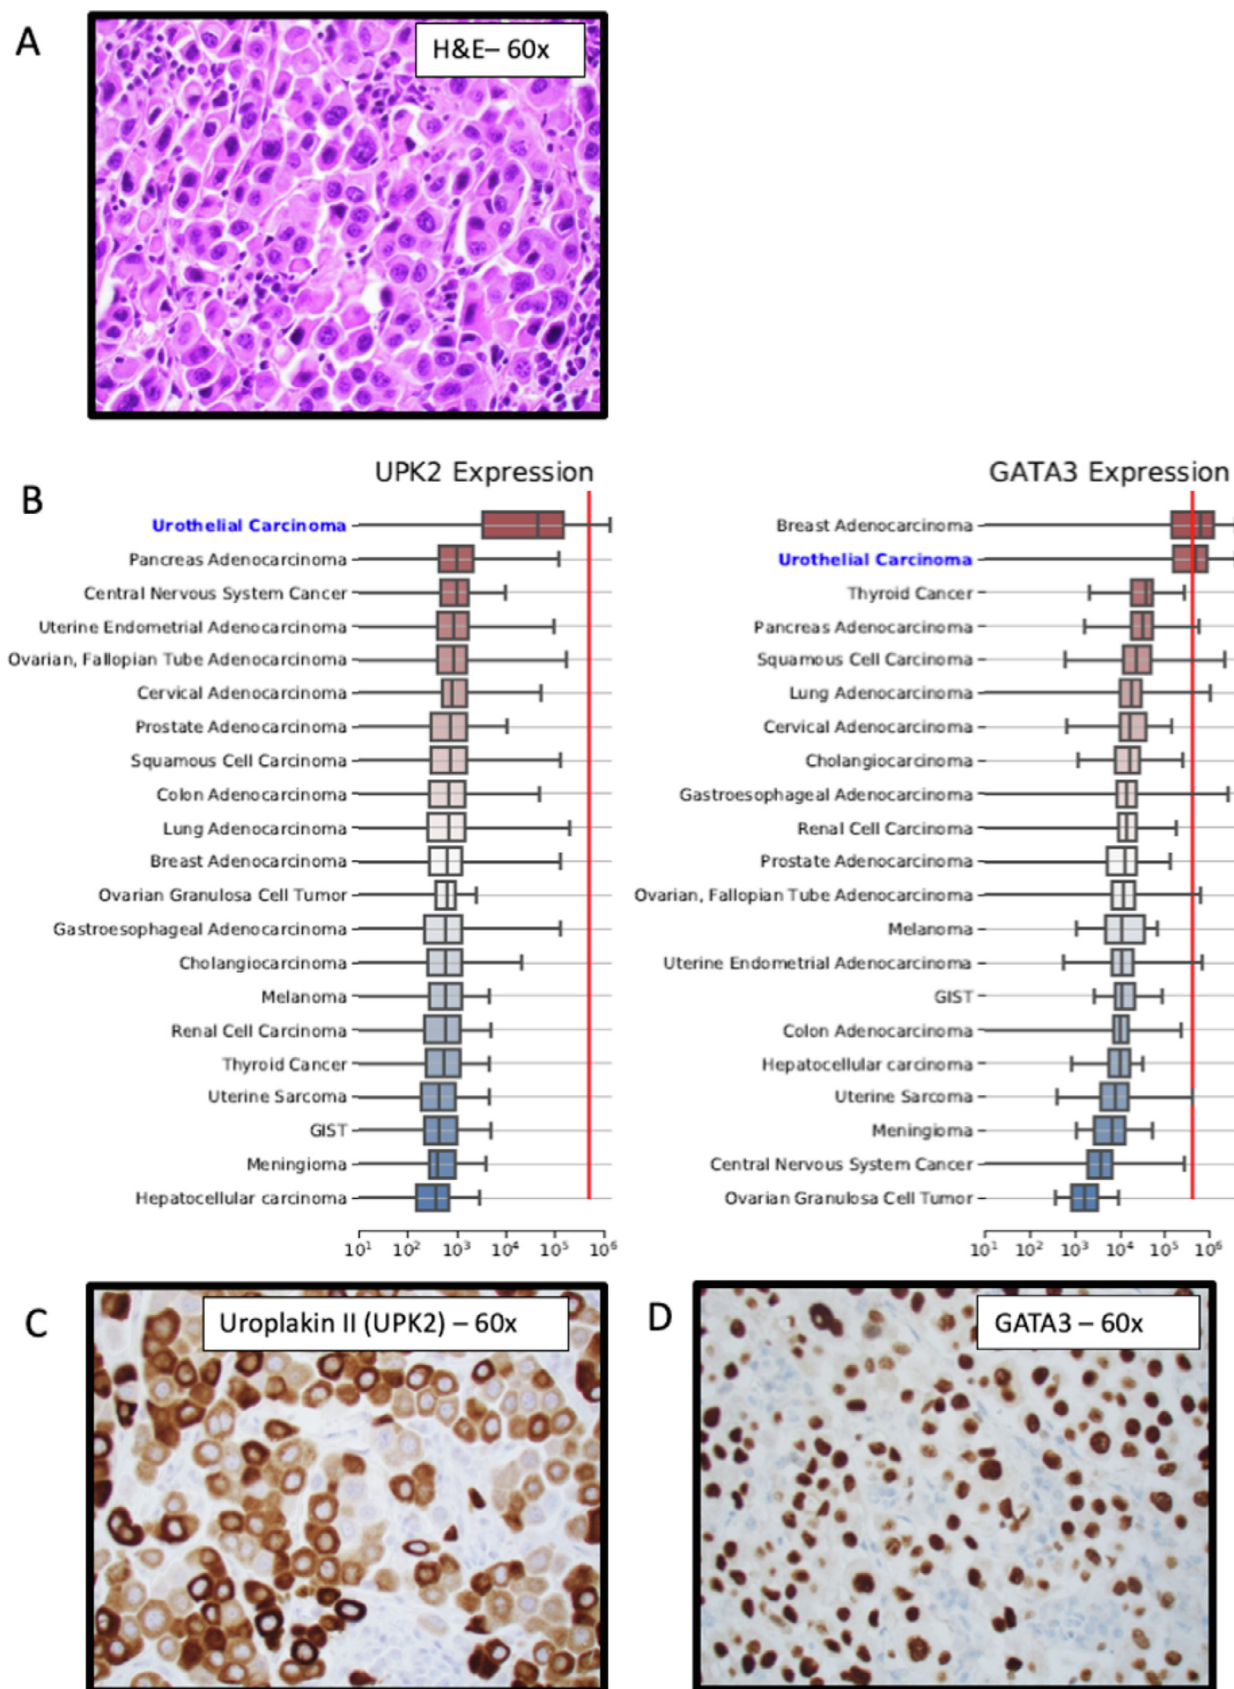 A
H&E– 60x
B
UPK2 Expression
Urothelial Carcinoma
Pancreas Adenocarcinoma
Central Nervous System Cancer
Uterine Endometrial Adenocarcinoma
Ovarian, Fallopian Tube Adenocarcinoma
Cervical Adenocarcinoma
Prostate Adenocarcinoma
Squamous Cell Carcinoma
Colon Adenocarcinoma
Lung Adenocarcinoma
Breast Adenocarcinoma
Ovarian Granulosa Cell Tumor
Gastroesophageal Adenocarcinoma
Cholangiocarcinoma
Melanoma
Renal Cell Carcinoma
Thyroid Cancer
Uterine Sarcoma
GIST
Meningioma
Hepatocellular carcinoma
10¹ 10² 10³ 10⁴ 10⁵ 10⁶
GATA3 Expression
Breast Adenocarcinoma
Urothelial Carcinoma
Thyroid Cancer
Pancreas Adenocarcinoma
Squamous Cell Carcinoma
Lung Adenocarcinoma
Cervical Adenocarcinoma
Cholangiocarcinoma
Gastroesophageal Adenocarcinoma
Renal Cell Carcinoma
Prostate Adenocarcinoma
Ovarian, Fallopian Tube Adenocarcinoma
Melanoma
Uterine Endometrial Adenocarcinoma
GIST
Colon Adenocarcinoma
Hepatocellular carcinoma
Uterine Sarcoma
Meningioma
Central Nervous System Cancer
Ovarian Granulosa Cell Tumor
10¹ 10² 10³ 10⁴ 10⁵ 10⁶
C
Uroplakin II (UPK2) – 60x
D
GATA3 – 60x